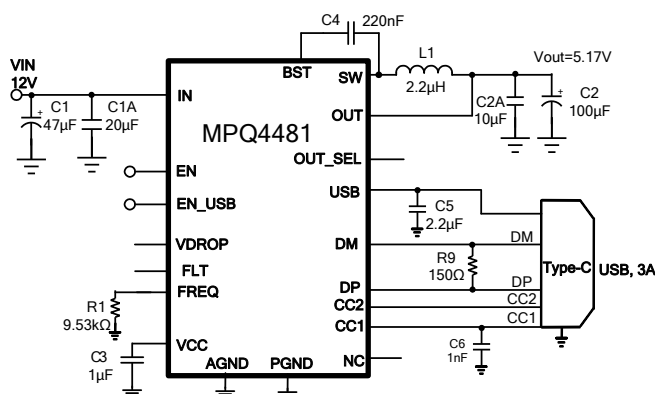 C4
220nF
VIN
12V
BST
SW
L1
2.2µH
Vout=5.17V
C1
47µF
C1A
20µF
IN
MPQ4481
OUT
C2A
10µF
C2
100µF
OUT_SEL
EN
USB
EN_USB
C5
2.2µF
VDROP
DM
DM
R9
150Ω
Type-C
USB, 3A
FLT
FREQ
DP
DP
CC2
CC2
R1
9.53kΩ
CC1
CC1
VCC
C3
1µF
C6
1nF
AGND
PGND
NC